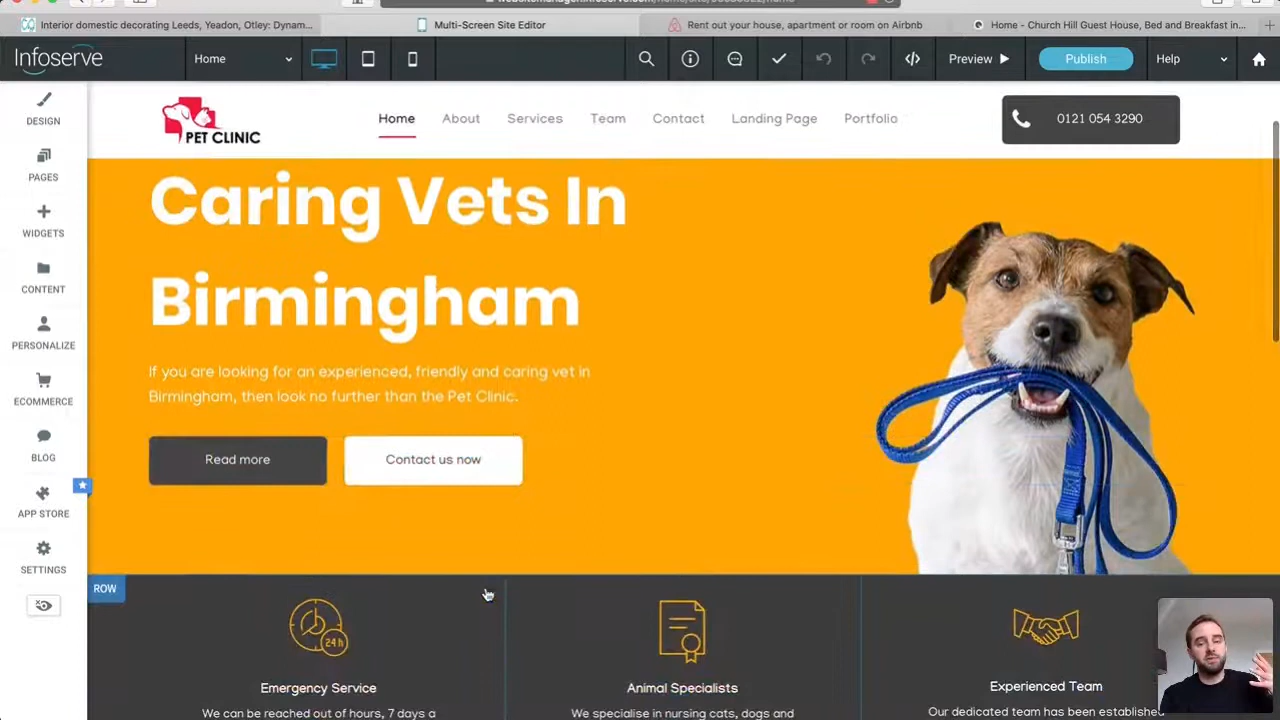 Interior domestic decorating Leeds, Yeadon, Otley: Dynam...
Multi-Screen Site Editor
Rent out your house, apartment or room on Airbnb
Home - Church Hill Guest House, Bed and Breakfast in...
Infoserve
Home
Preview
Publish
Help
DESIGN
PAGES
WIDGETS
CONTENT
PERSONALIZE
ECOMMERCE
BLOG
APP STORE
SETTINGS
PET CLINIC
Home
About
Services
Team
Contact
Landing Page
Portfolio
0121 054 3290
Caring Vets In
Birmingham
If you are looking for an experienced, friendly and caring vet in
Birmingham, then look no further than the Pet Clinic.
Read more
Contact us now
ROW
24h
Emergency Service
We can be reached out of hours, 7 days a
Animal Specialists
We specialise in nursing cats, dogs and
Experienced Team
Our dedicated team has been established